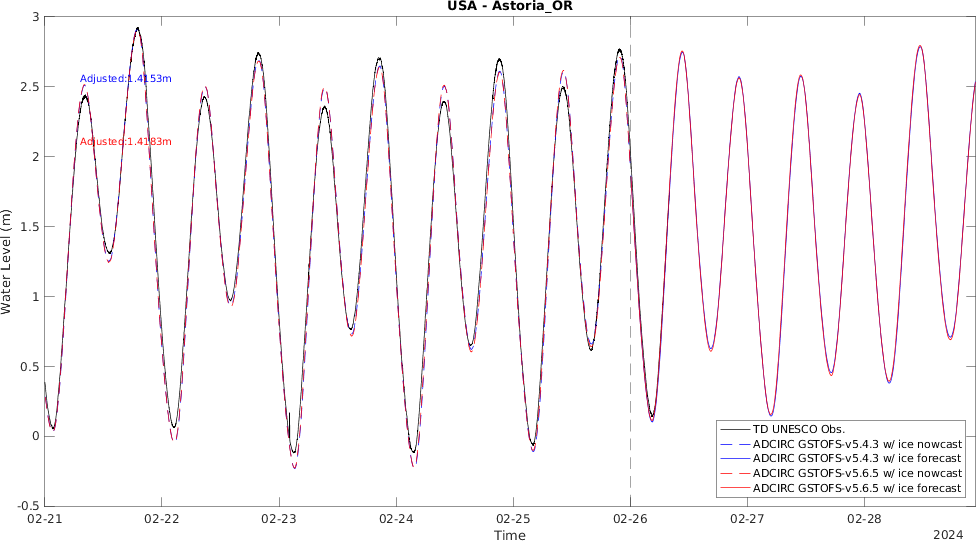 USA - Astoria_OR
3
2.5
2
1.5
1
0.5
0
-0.5
Water Level (m)
Adjusted:1.4153m
Adjusted:1.4183m
TD UNESCO Obs.
ADCIRC GSTOFS-v5.4.3 w/ ice nowcast
ADCIRC GSTOFS-v5.4.3 w/ ice forecast
ADCIRC GSTOFS-v5.6.5 w/ ice nowcast
ADCIRC GSTOFS-v5.6.5 w/ ice forecast
02-21 02-22 02-23 02-24 02-25 02-26 02-27 02-28
Time
2024